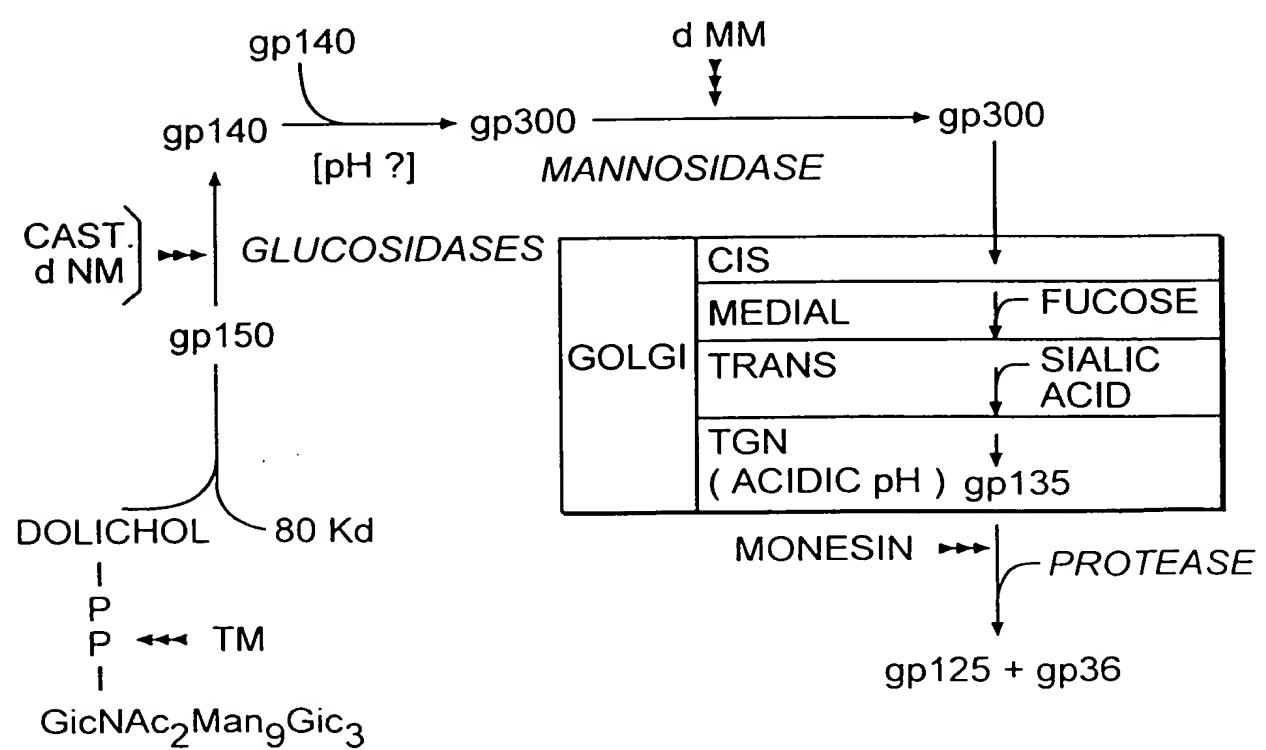 gp140
d MM
gp140
gp300
gp300
[pH ?]
MANNOSIDASE
CAST.
d NM
GLUCOSIDASES
gp150
GOLGI
CIS
MEDIAL
FUCOSE
TRANS
SIALIC
ACID
TGN
( ACIDIC pH ) gp135
DOLICHOL
80 Kd
MONESIN
PROTEASE
P
P
TM
gp125 + gp36
GicNAc2Man9Gic3